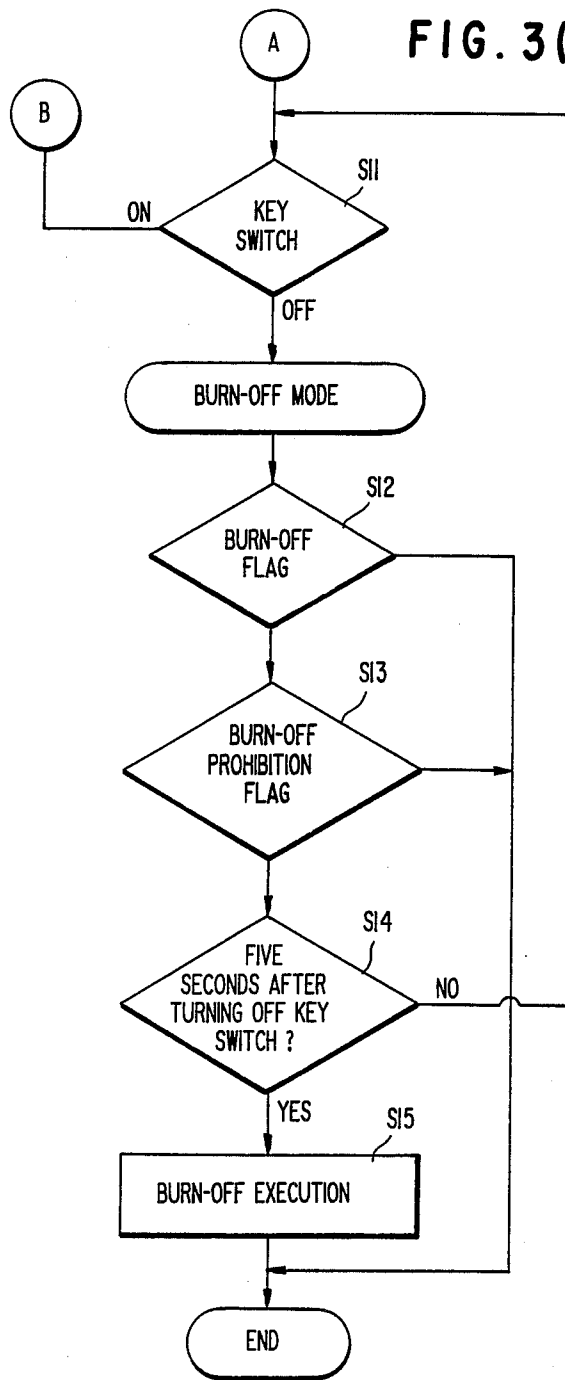 A
FIG. 3(
B
S11
ON
KEY
SWITCH
OFF
BURN-OFF MODE
S12
BURN-OFF
FLAG
S13
BURN-OFF
PROHIBITION
FLAG
S14
FIVE
SECONDS AFTER
TURNING OFF KEY
SWITCH ?
NO
YES
S15
BURN-OFF EXECUTION
END